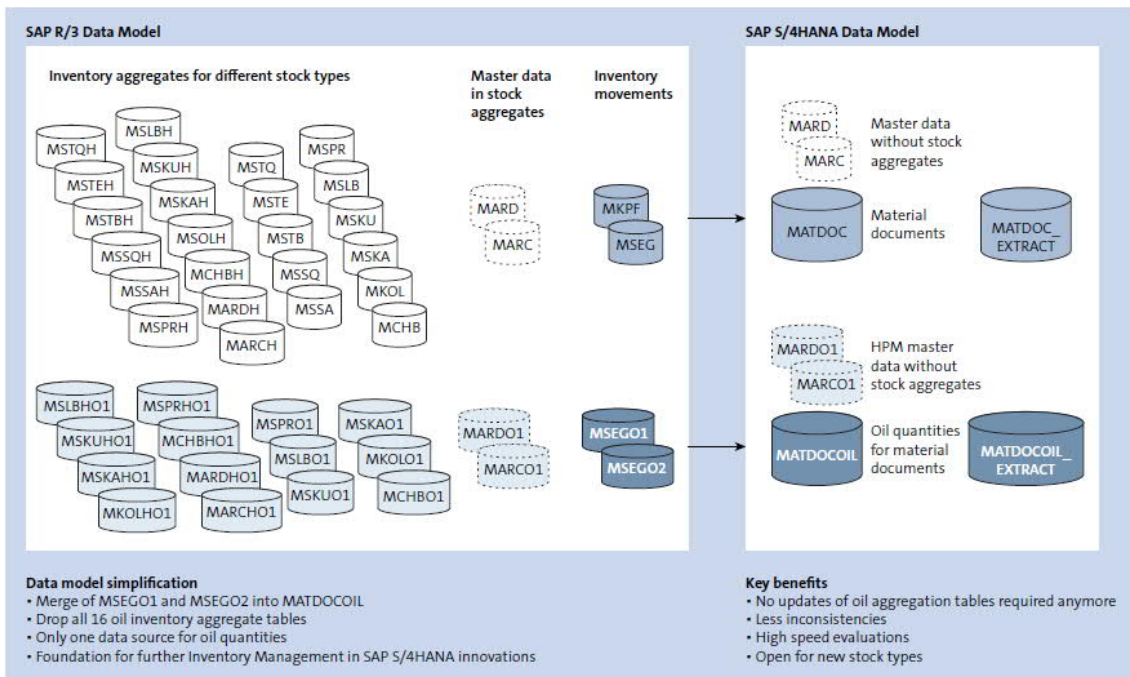 SAP R/3 Data Model
Inventory aggregates for different stock types
Master data
in stock
aggregates
Inventory
movements
MSTQH
MSLBH
MSTEH
MSKUH
MSTBH
MSKAH
MSSQH
MSOLH
MSSAH
MCHBH
MSPRH
MARDH
MARCH
MSTQ
MSPR
MSTE
MSLB
MSTB
MSKU
MSSQ
MSKA
MSSA
MKOL
MCHB
MARD
MARC
MKPF
MSEG
MSLBHO1
MSPRHO1
MSKUHO1
MCHBHO1
MSKAHO1
MARDHO1
MKOLHO1
MARCHO1
MSPRO1
MSKAO1
MSLBO1
MKOLO1
MSKUO1
MCHBO1
MARDO1
MARCO1
MSEGO1
MSEGO2
SAP S/4HANA Data Model
MARD
MARC
Master data
without stock
aggregates
MATDOC
Material
documents
MATDOC_
EXTRACT
MARDO1
MARCO1
HPM master
data without
stock aggregates
MATDOCOIL
Oil quantities
for material
documents
MATDOCOIL_
EXTRACT
Data model simplification
• Merge of MSEGO1 and MSEGO2 into MATDOCOIL
• Drop all 16 oil inventory aggregate tables
• Only one data source for oil quantities
• Foundation for further Inventory Management in SAP S/4HANA innovations
Key benefits
• No updates of oil aggregation tables required anymore
• Less inconsistencies
• High speed evaluations
• Open for new stock types